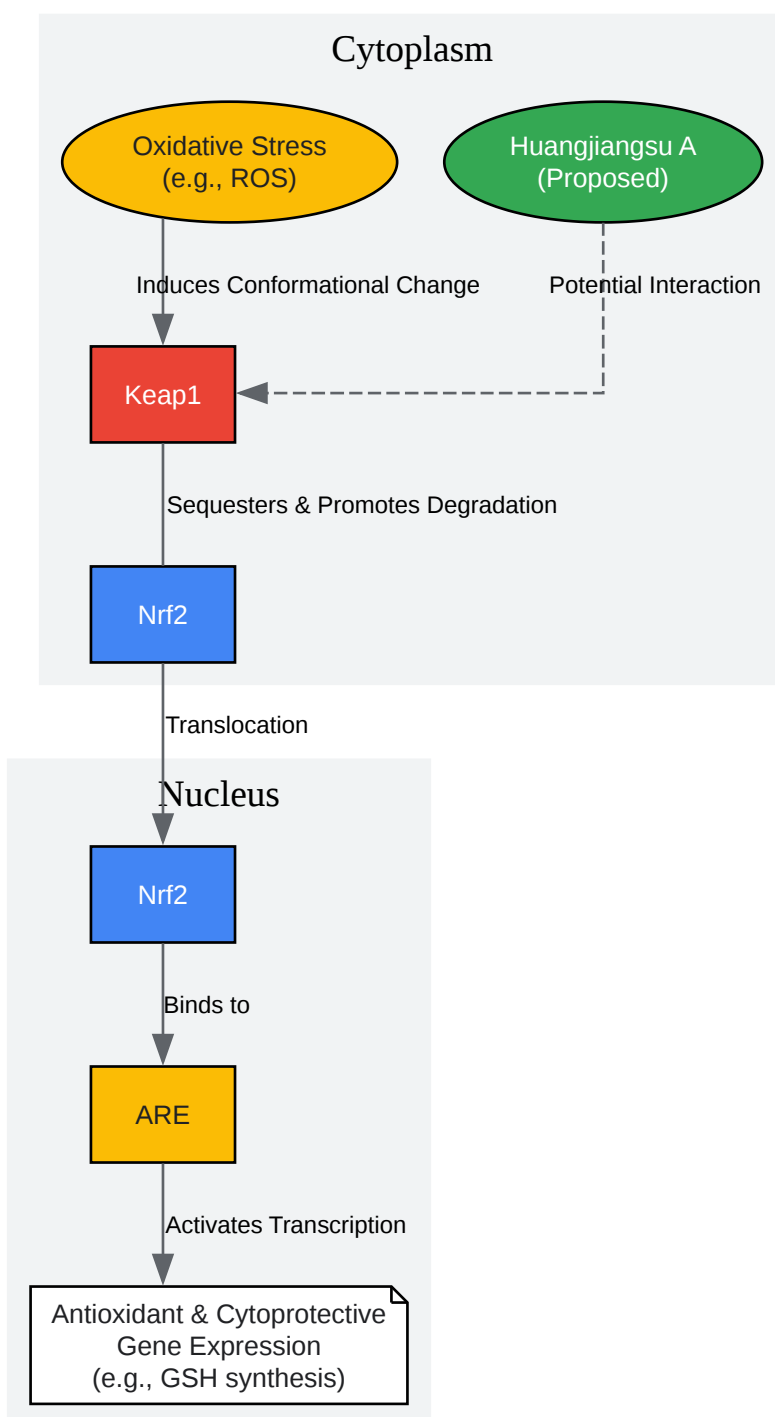 Cytoplasm
Oxidative Stress
(e.g., ROS)
Huangjiangsu A
(Proposed)
Induces Conformational Change
Potential Interaction
Keap1
Sequesters & Promotes Degradation
Nrf2
Translocation
Nucleus
Nrf2
Binds to
ARE
Activates Transcription
Antioxidant & Cytoprotective
Gene Expression
(e.g., GSH synthesis)